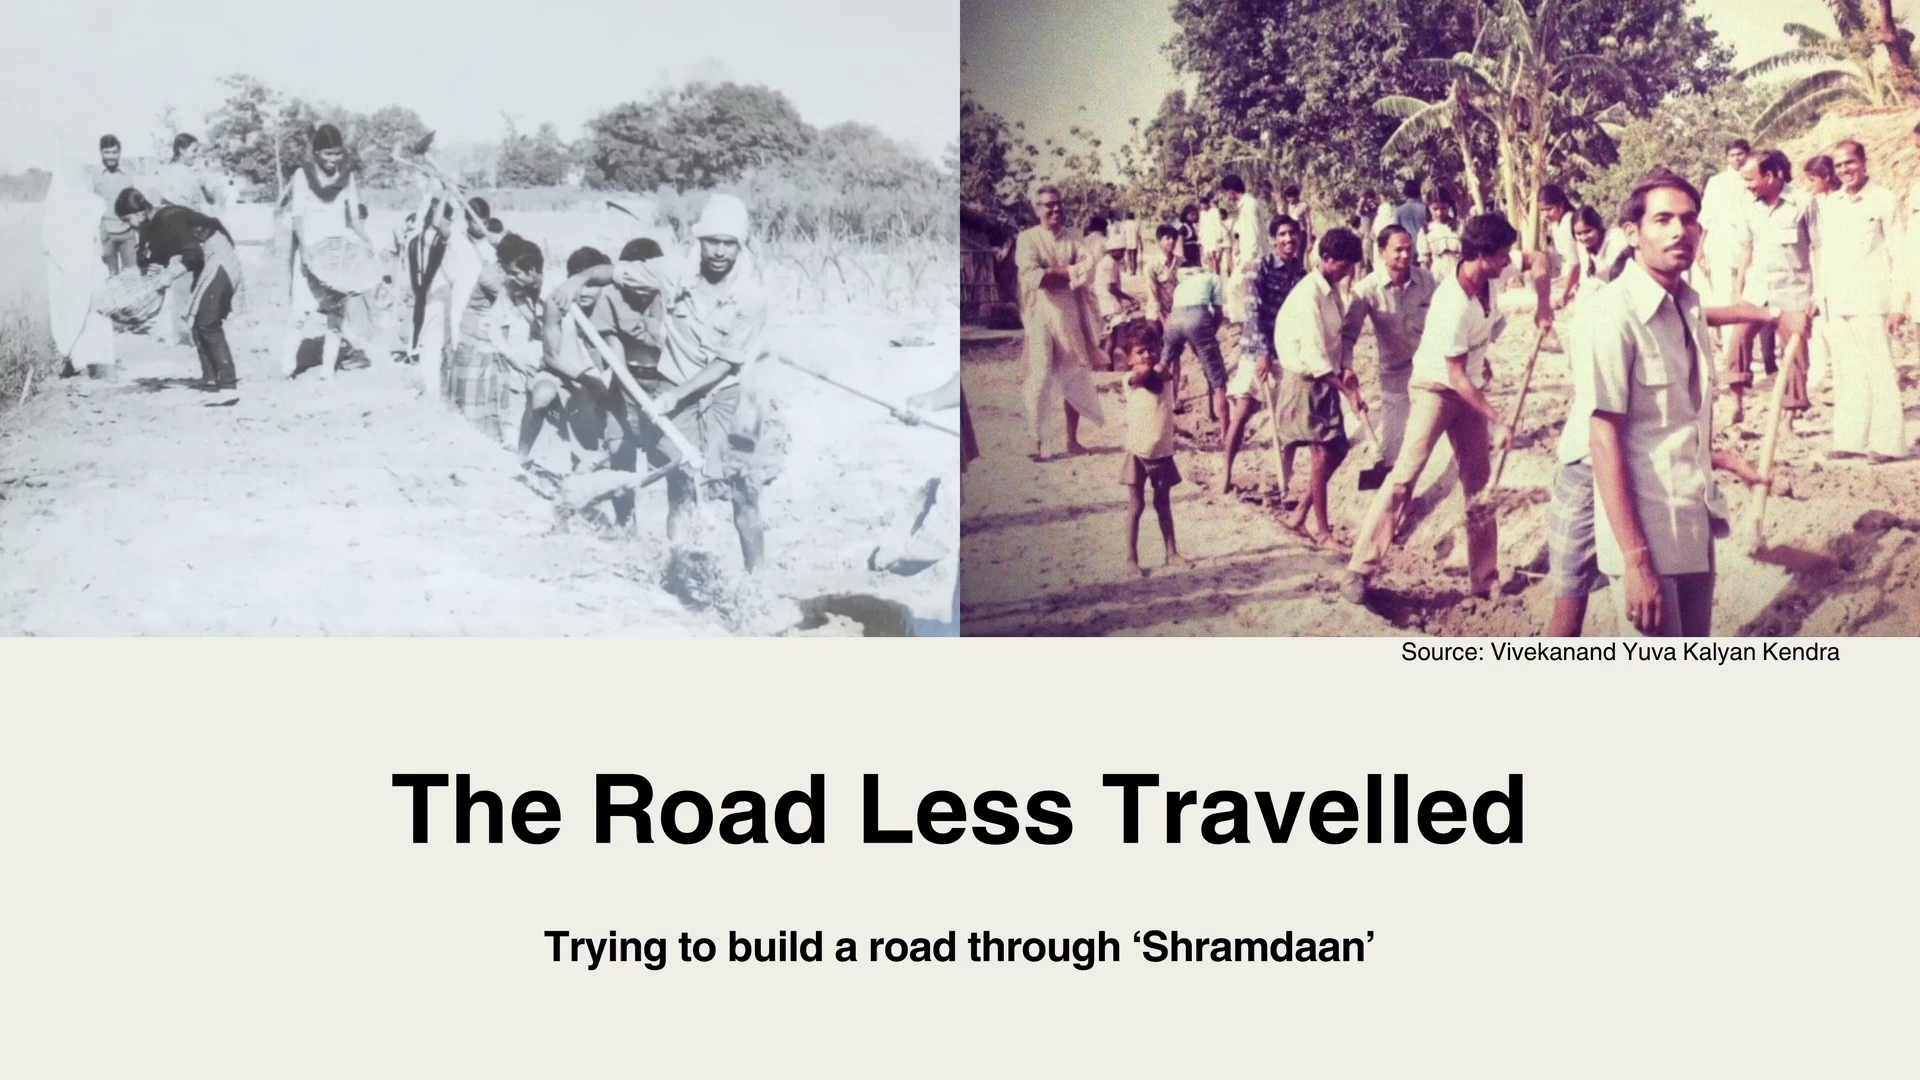 Source: Vivekanand Yuva Kalyan Kendra
The Road Less Travelled
Trying to build a road through ‘Shramdaan’